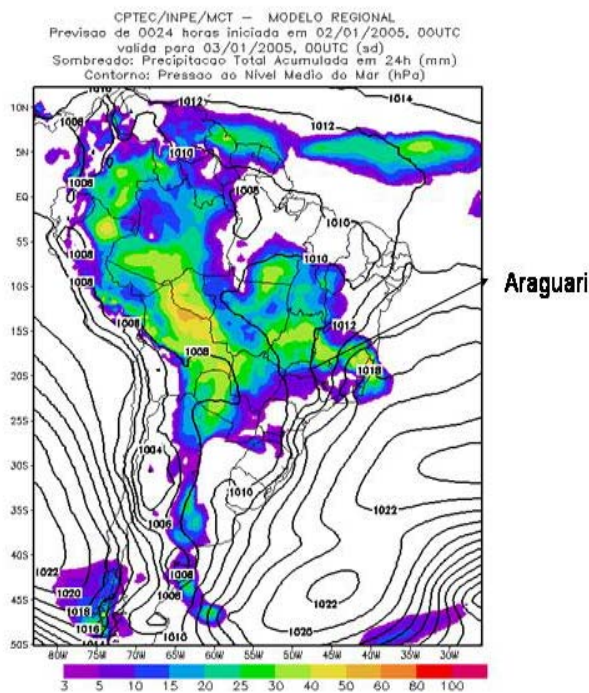 CPTEC/INPE/MCT — MODELO REGIONAL
Previsao de 0024 horas iniciada em 02/01/2005, 00UTC
valida para 03/01/2005, 00UTC (sd)
Sombreado: Precipitacao Total Acumulada em 24h (mm)
Contorno: Pressao ao Nivel Medio do Mar (hPa)
1010
1014
1012
10N
1008
1012
5N
1010
1008
1008
EQ
1010
5S
1008
1010
Araguari
1008
10S
1008
1012
15S
1008
1018
20S
25S
1004
30S
1010
1022
35S
1006
40S
1022
1008
1020
1008
1022
45S
1018
1016
1010
1020
50S
80W 75W 70W 65W 60W 55W 50W 45W 40W 35W 30W
3 5 10 15 20 25 30 40 50 60 80 100